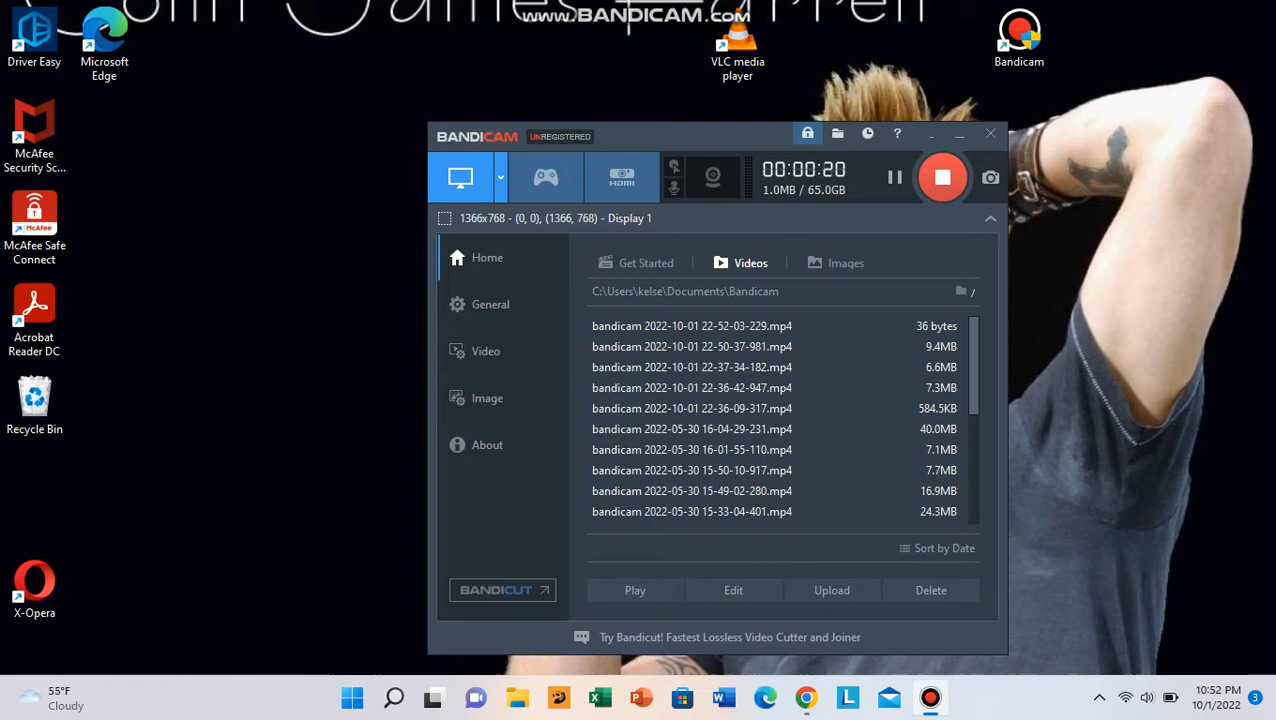 John James Parrell
www.BANDICAM.com
Driver Easy
Microsoft
Edge
VLC media
player
Bandicam
McAfee
Security Sc...
McAfee
McAfee Safe
Connect
Acrobat
Reader DC
Recycle Bin
X-Opera
BANDICAM UNREGISTERED
?
HDMI
00:00:20
1.0MB / 65.0GB
1366x768 - (0, 0), (1366, 768) - Display 1
Home
General
Video
Image
About
BANDICUT
Get Started
Videos
Images
C:\Users\kelse\Documents\Bandicam
/
bandicam 2022-10-01 22-52-03-229.mp4 36 bytes
bandicam 2022-10-01 22-50-37-981.mp4 9.4MB
bandicam 2022-10-01 22-37-34-182.mp4 6.6MB
bandicam 2022-10-01 22-36-42-947.mp4 7.3MB
bandicam 2022-10-01 22-36-09-317.mp4 584.5KB
bandicam 2022-05-30 16-04-29-231.mp4 40.0MB
bandicam 2022-05-30 16-01-55-110.mp4 7.1MB
bandicam 2022-05-30 15-50-10-917.mp4 7.7MB
bandicam 2022-05-30 15-49-02-280.mp4 16.9MB
bandicam 2022-05-30 15-33-04-401.mp4 24.3MB
Sort by Date
Play Edit Upload Delete
Try Bandicut! Fastest Lossless Video Cutter and Joiner
55°F
Cloudy
L
10:52 PM
10/1/2022
3